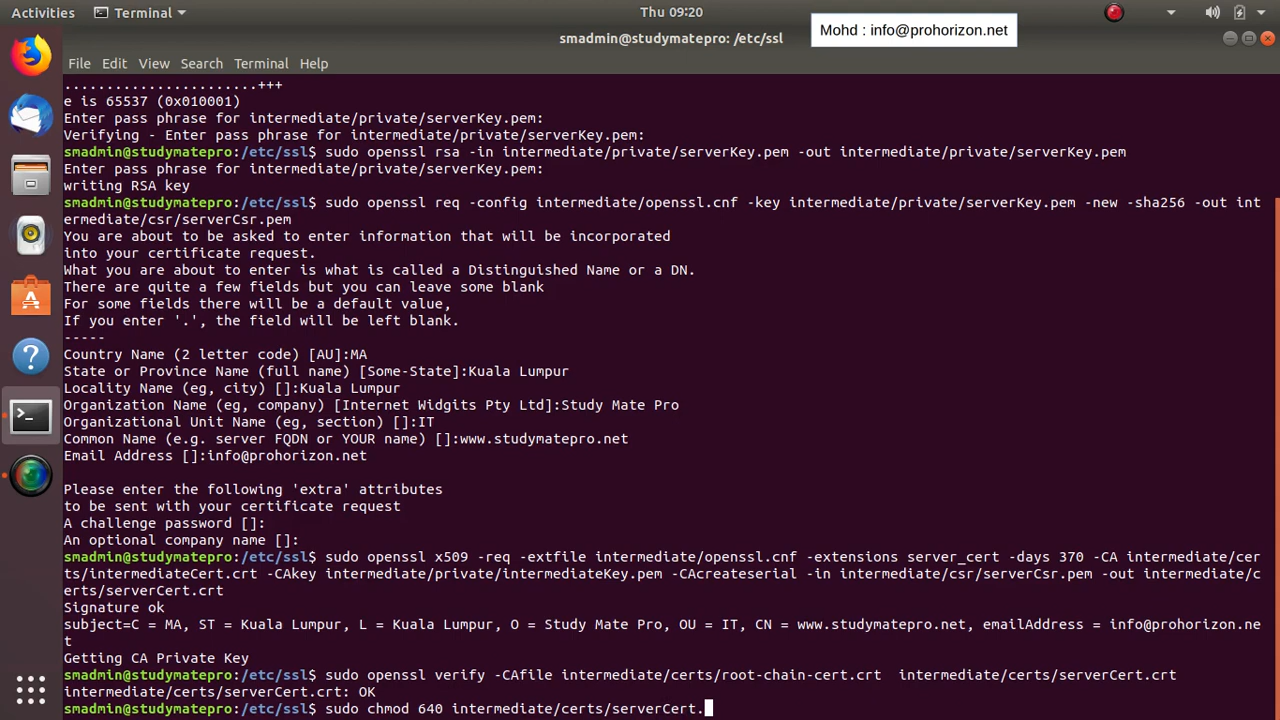 Activities
Terminal
Thu 09:20
Mohd : info@prohorizon.net
smadmin@studymatepro: /etc/ssl
File Edit View Search Terminal Help
.......................+++
e is 65537 (0x010001)
Enter pass phrase for intermediate/private/serverKey.pem:
Verifying - Enter pass phrase for intermediate/private/serverKey.pem:
smadmin@studymatepro:/etc/ssl$ sudo openssl rsa -in intermediate/private/serverKey.pem -out intermediate/private/serverKey.pem
Enter pass phrase for intermediate/private/serverKey.pem:
writing RSA key
smadmin@studymatepro:/etc/ssl$ sudo openssl req -config intermediate/openssl.cnf -key intermediate/private/serverKey.pem -new -sha256 -out int
ermediate/csr/serverCsr.pem
You are about to be asked to enter information that will be incorporated
into your certificate request.
What you are about to enter is what is called a Distinguished Name or a DN.
There are quite a few fields but you can leave some blank
For some fields there will be a default value,
If you enter '.', the field will be left blank.
-----
Country Name (2 letter code) [AU]:MA
State or Province Name (full name) [Some-State]:Kuala Lumpur
Locality Name (eg, city) []:Kuala Lumpur
Organization Name (eg, company) [Internet Widgits Pty Ltd]:Study Mate Pro
Organizational Unit Name (eg, section) []:IT
Common Name (e.g. server FQDN or YOUR name) []:www.studymatepro.net
Email Address []:info@prohorizon.net
Please enter the following 'extra' attributes
to be sent with your certificate request
A challenge password []:
An optional company name []:
smadmin@studymatepro:/etc/ssl$ sudo openssl x509 -req -extfile intermediate/openssl.cnf -extensions server_cert -days 370 -CA intermediate/cer
ts/intermediateCert.crt -CAkey intermediate/private/intermediateKey.pem -CAcreateserial -in intermediate/csr/serverCsr.pem -out intermediate/c
erts/serverCert.crt
Signature ok
subject=C = MA, ST = Kuala Lumpur, L = Kuala Lumpur, O = Study Mate Pro, OU = IT, CN = www.studymatepro.net, emailAddress = info@prohorizon.ne
t
Getting CA Private Key
smadmin@studymatepro:/etc/ssl$ sudo openssl verify -CAfile intermediate/certs/root-chain-cert.crt  intermediate/certs/serverCert.crt
intermediate/certs/serverCert.crt: OK
smadmin@studymatepro:/etc/ssl$ sudo chmod 640 intermediate/certs/serverCert.